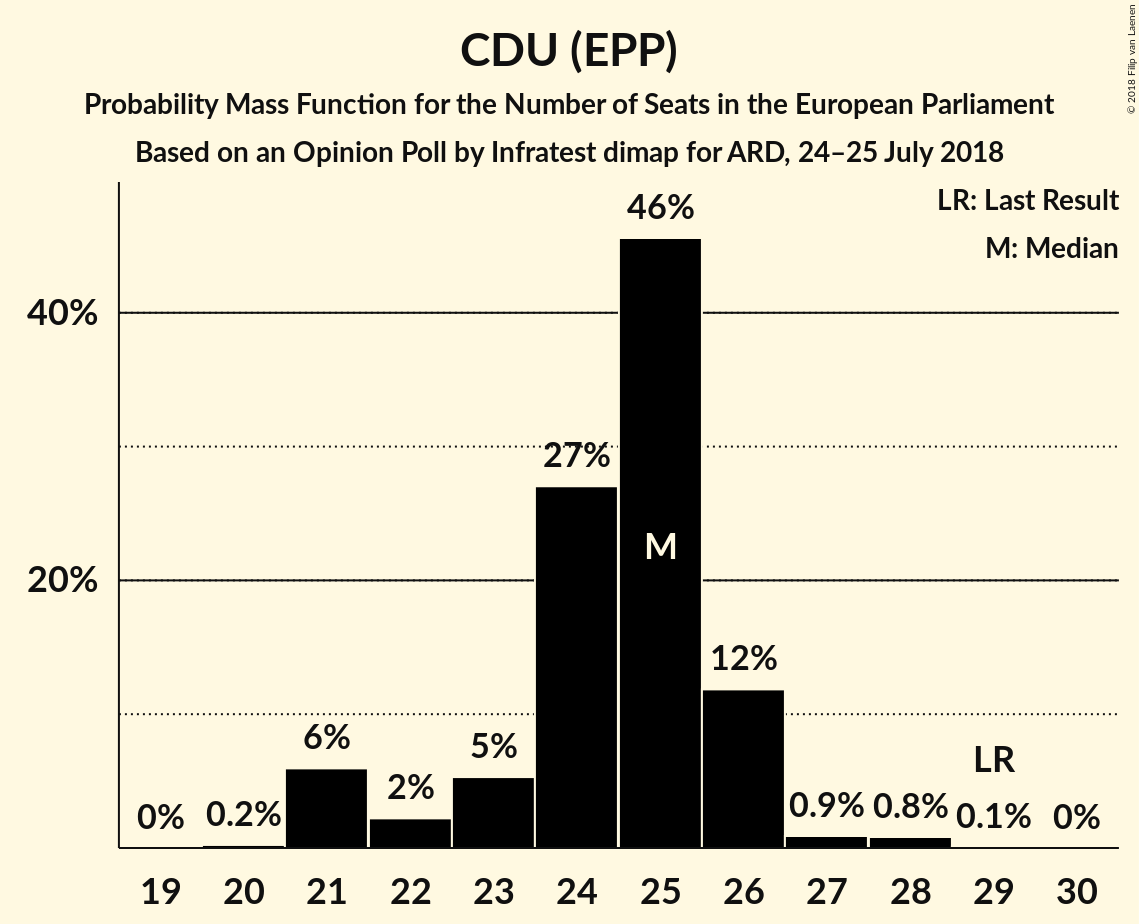 © 2018 Filip van Laenen
CDU (EPP)
Probability Mass Function for the Number of Seats in the European Parliament
Based on an Opinion Poll by Infratest dimap for ARD, 24–25 July 2018
LR: Last Result
M: Median
46%
40%
27%
M
20%
12%
6%
5%
LR
2%
0%
0.2%
0.9%
0.8%
0.1%
0%
19 20 21 22 23 24 25 26 27 28 29 30